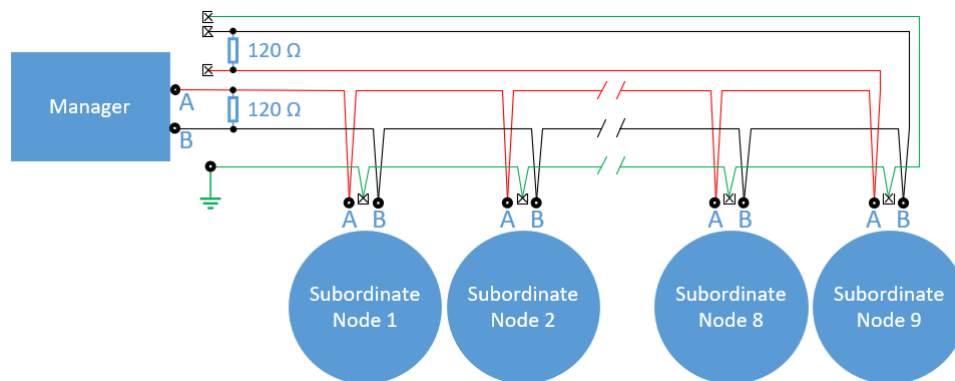 120 Ω
Manager
A
120 Ω
B
A B
A B
A B
A B
Subordinate
Node 1
Subordinate
Node 2
Subordinate
Node 8
Subordinate
Node 9